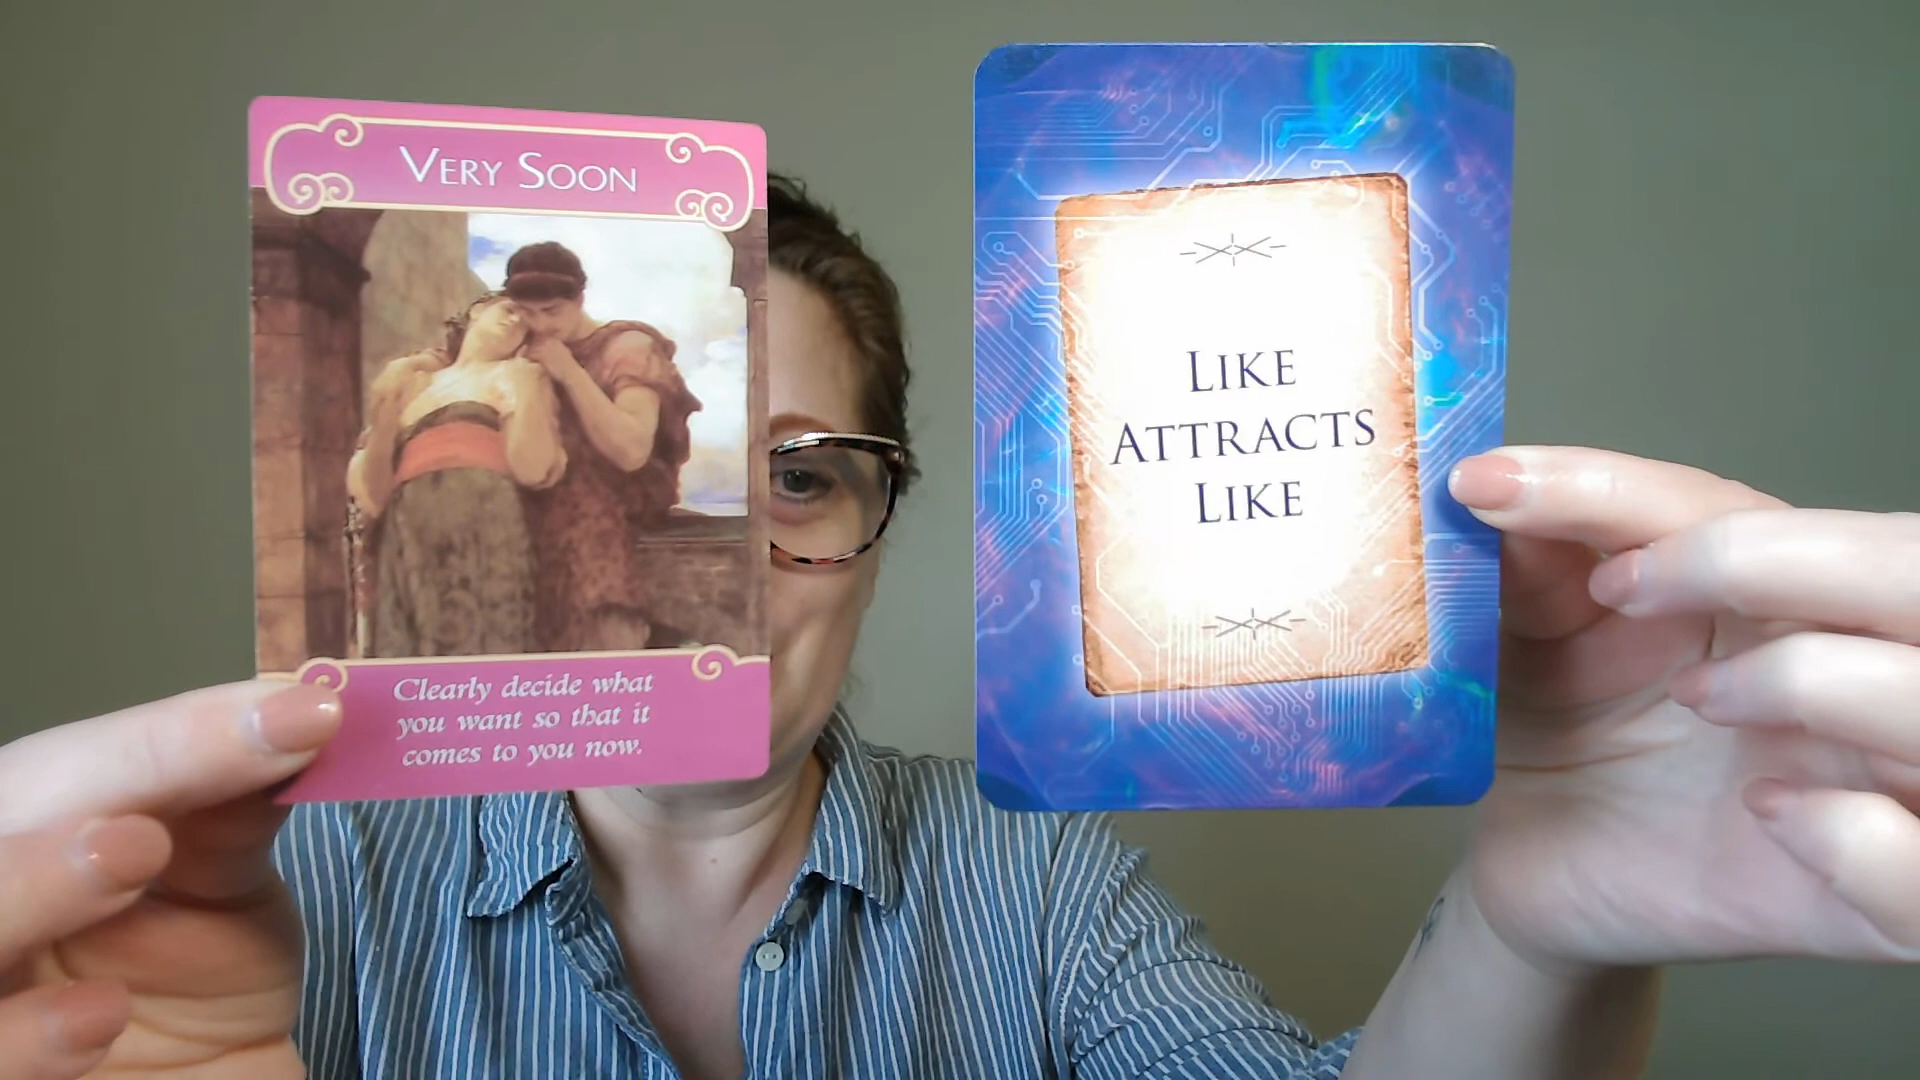 VERY SOON
Clearly decide what
you want so that it
comes to you now.
LIKE
ATTRACTS
LIKE